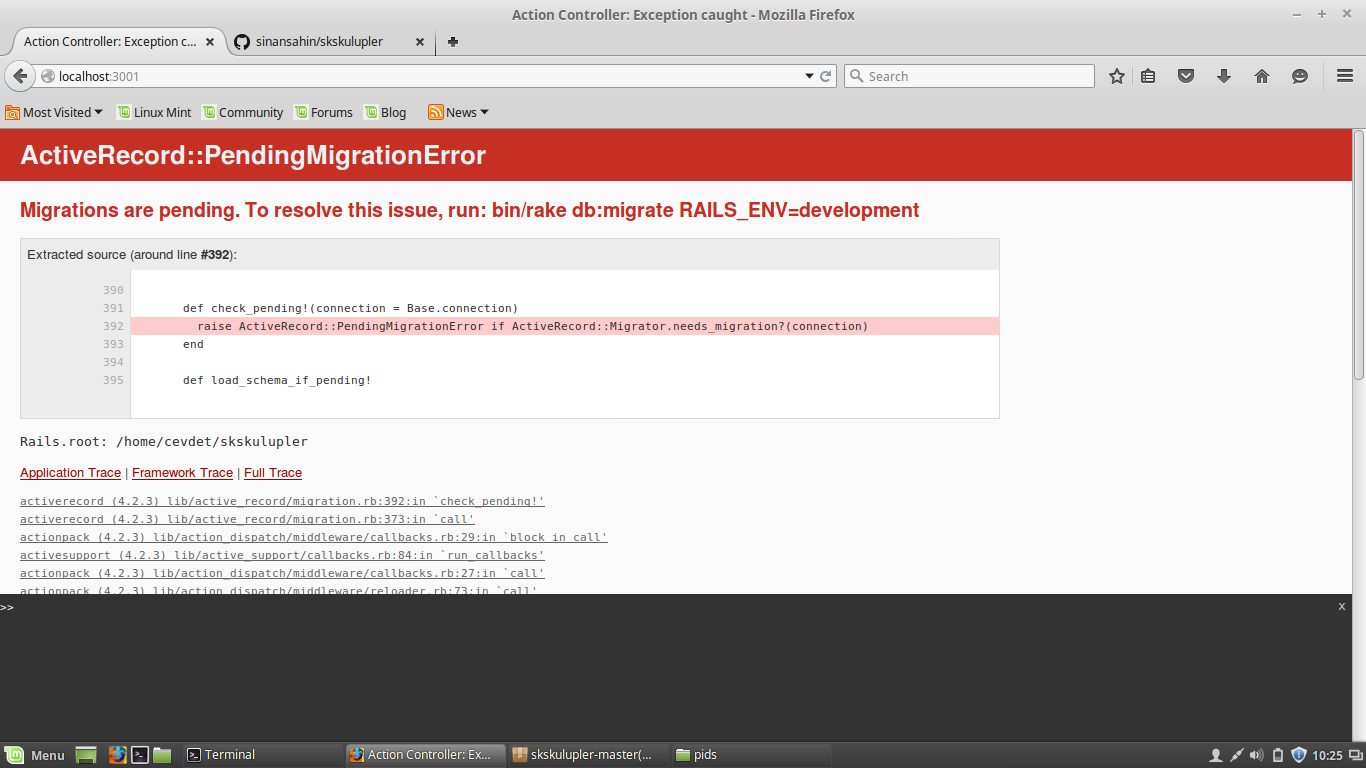 Action Controller: Exception caught - Mozilla Firefox
Action Controller: Exception c...
sinansahin/skskulupler
localhost:3001
Search
Most Visited
Linux Mint
Community
Forums
Blog
News
ActiveRecord::PendingMigrationError
Migrations are pending. To resolve this issue, run: bin/rake db:migrate RAILS_ENV=development
Extracted source (around line #392):
390
391 def check_pending!(connection = Base.connection)
392 raise ActiveRecord::PendingMigrationError if ActiveRecord::Migrator.needs_migration?(connection)
393 end
394
395 def load_schema_if_pending!
Rails.root: /home/cevdet/skskulupler
Application Trace | Framework Trace | Full Trace
activerecord (4.2.3) lib/active_record/migration.rb:392:in `check_pending!'
activerecord (4.2.3) lib/active_record/migration.rb:373:in `call'
actionpack (4.2.3) lib/action_dispatch/middleware/callbacks.rb:29:in `block in call'
activesupport (4.2.3) lib/active_support/callbacks.rb:84:in `run_callbacks'
actionpack (4.2.3) lib/action_dispatch/middleware/callbacks.rb:27:in `call'
actionpack (4.2.3) lib/action_dispatch/middleware/reloader.rb:73:in `call'
>>
x
Menu
Terminal
Action Controller: Ex...
skskulupler-master(...
pids
10:25